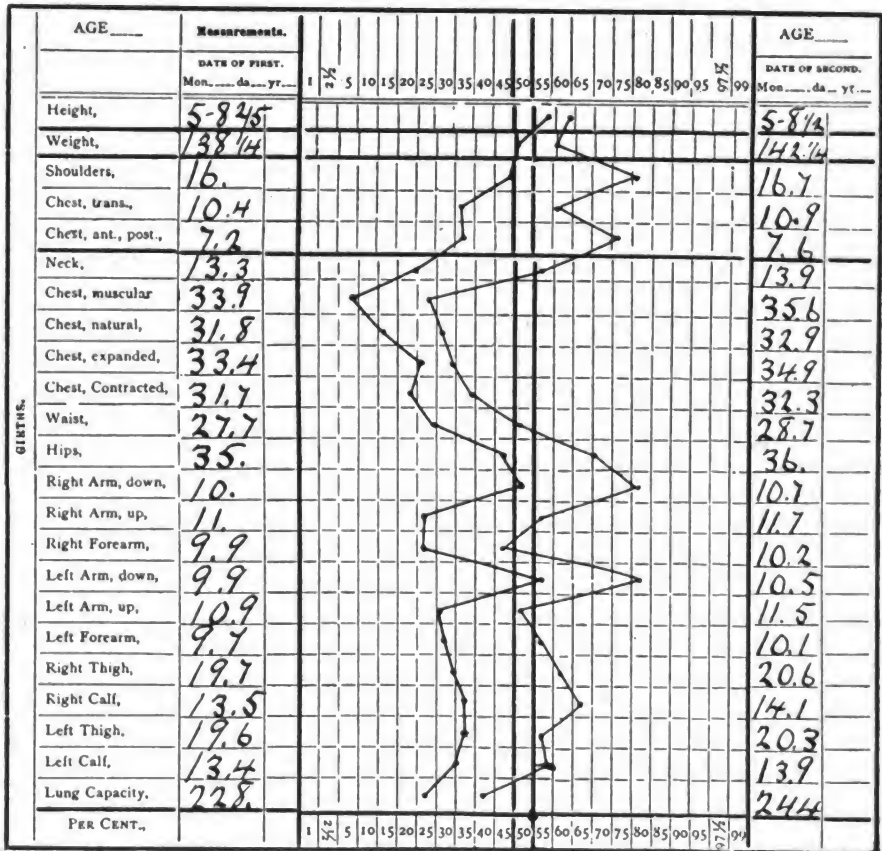 AGE____ Measurements. AGE____
DATE OF FIRST. DATE OF SECOND.
Mon.____da.__yr.__ 1 2½ 5 10 15 20 25 30 35 40 45 50 55 60 65 70 75 80 85 90 95 97½ 99 Mon.____da.__yr.__
Height, 5-8 4/5 5-8 1/2
Weight, 138 1/4 142 1/4
Shoulders, 16. 16.7
Chest, trans., 10.4 10.9
Chest, ant., post., 7.2 7.6
GIRTHS.
Neck, 13.3 13.9
Chest, muscular 33.9 35.6
Chest, natural, 31.8 32.9
Chest, expanded, 33.4 34.9
Chest, Contracted, 31.7 32.3
Waist, 27.7 28.7
Hips, 35. 36.
Right Arm, down, 10. 10.7
Right Arm, up, 11. 11.7
Right Forearm, 9.9 10.2
Left Arm, down, 9.9 10.5
Left Arm, up, 10.9 11.5
Left Forearm, 9.7 10.1
Right Thigh, 19.7 20.6
Right Calf, 13.5 14.1
Left Thigh, 19.6 20.3
Left Calf, 13.4 13.9
Lung Capacity, 228. 244
PER CENT., 1 2½ 5 10 15 20 25 30 35 40 45 50 55 60 65 70 75 80 85 90 95 97½ 99